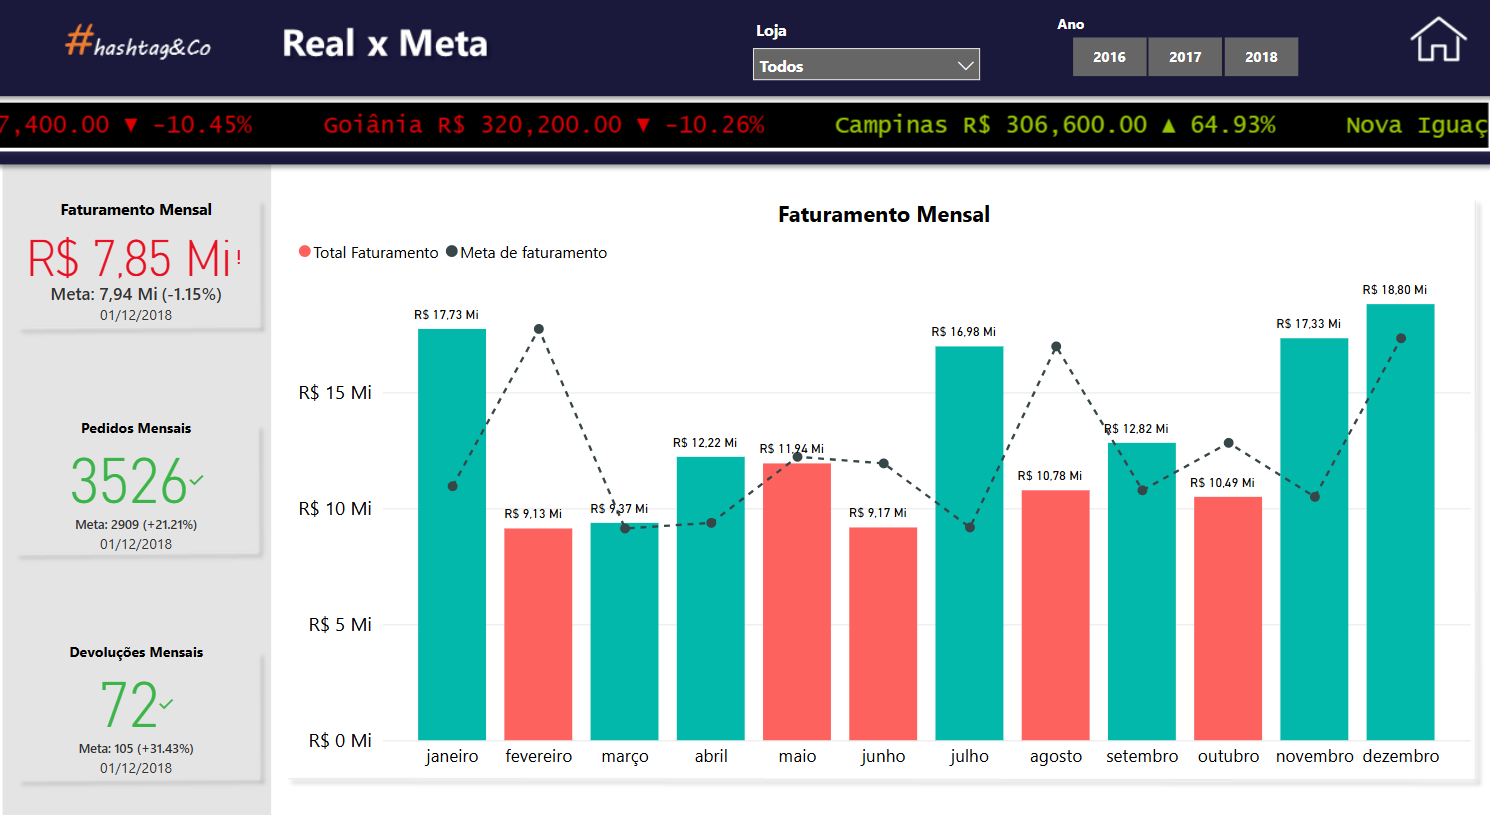 #hashtag&Co
Real x Meta
Loja
Todos
Ano
2016 2017 2018
7,400.00 ▼ -10.45% Goiânia R$ 320,200.00 ▼ -10.26% Campinas R$ 306,600.00 ▲ 64.93% Nova Iguaç
Faturamento Mensal
R$ 7,85 Mi!
Meta: 7,94 Mi (-1.15%)
01/12/2018
Pedidos Mensais
3526
Meta: 2909 (+21.21%)
01/12/2018
Devoluções Mensais
72
Meta: 105 (+31.43%)
01/12/2018
Faturamento Mensal
Total Faturamento Meta de faturamento
R$ 15 Mi
R$ 10 Mi
R$ 5 Mi
R$ 0 Mi
R$ 17,73 Mi
R$ 9,13 Mi
R$ 9,37 Mi
R$ 12,22 Mi
R$ 11,94 Mi
R$ 9,17 Mi
R$ 16,98 Mi
R$ 10,78 Mi
R$ 12,82 Mi
R$ 10,49 Mi
R$ 17,33 Mi
R$ 18,80 Mi
janeiro fevereiro março abril maio junho julho agosto setembro outubro novembro dezembro